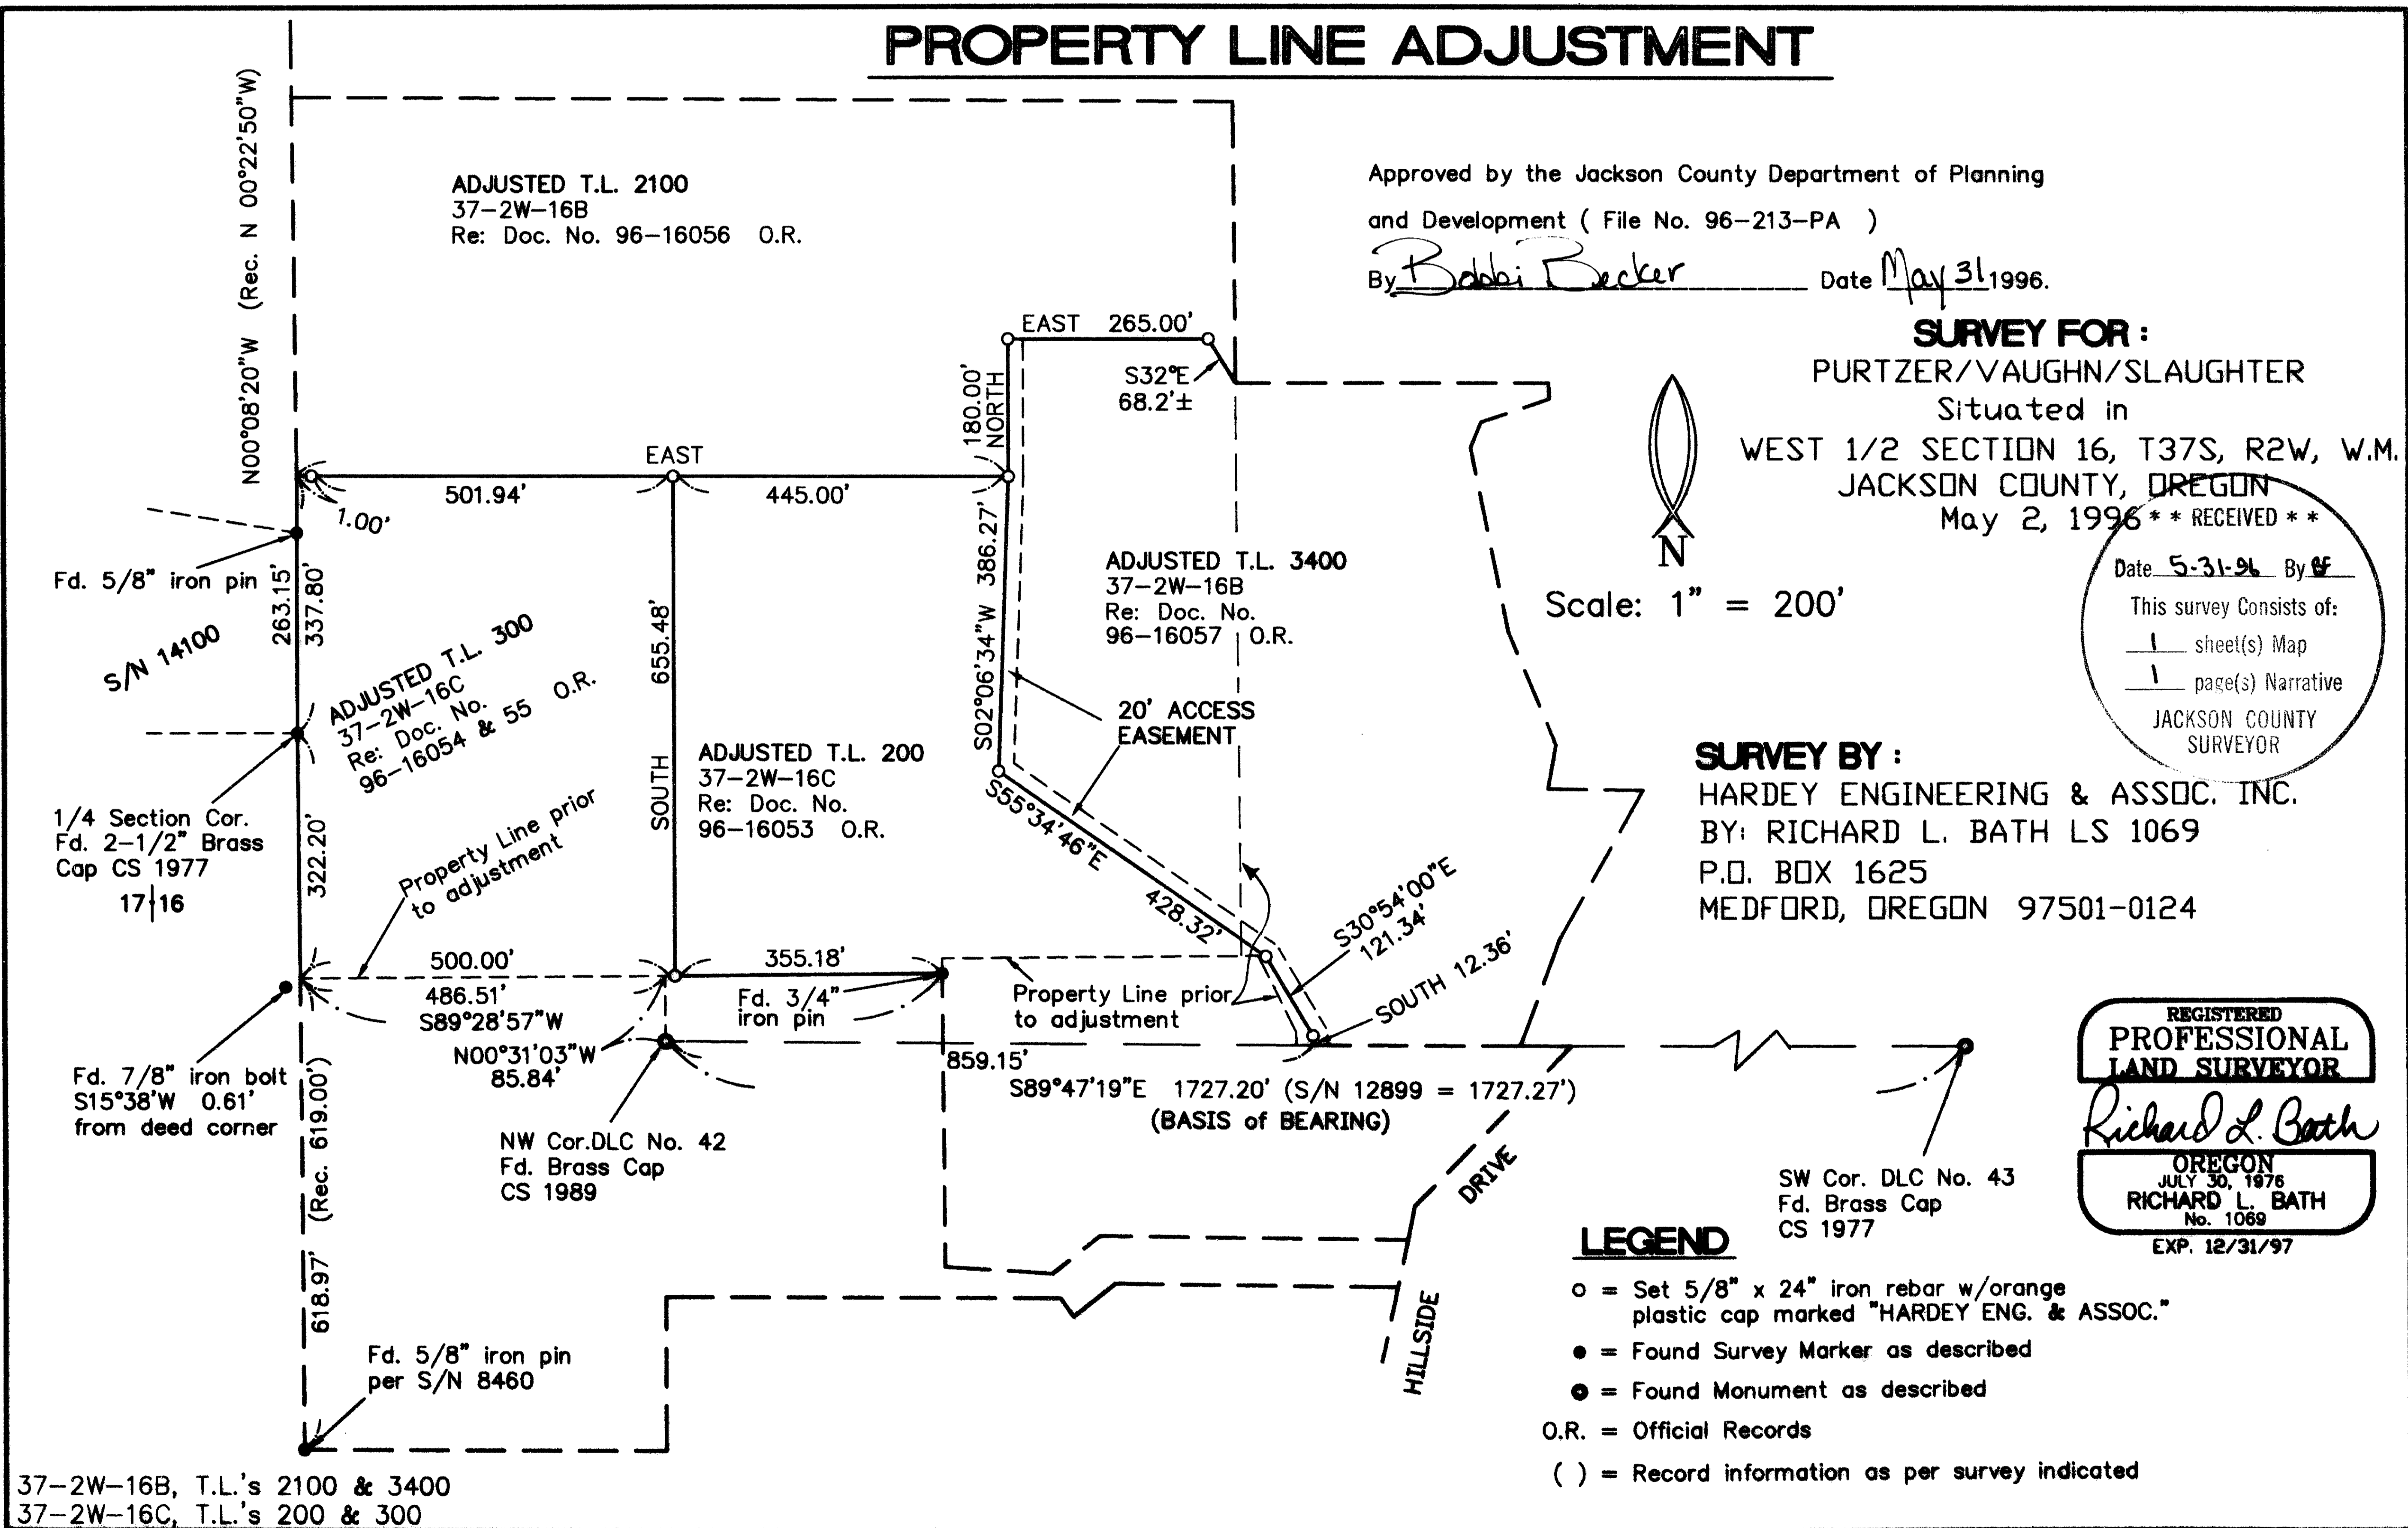 PROPERTY LINE ADJUSTMENT
N00°08'20"W (Rec. N 00°22'50"W)
ADJUSTED T.L. 2100
37-2W-16B
Re: Doc. No. 96-16056 O.R.
Approved by the Jackson County Department of Planning
and Development ( File No. 96-213-PA )
By Bobbi Becker Date May 31 1996.
SURVEY FOR :
PURTZER/VAUGHN/SLAUGHTER
Situated in
WEST 1/2 SECTION 16, T37S, R2W, W.M.
JACKSON COUNTY, OREGON
May 2, 1996
* * RECEIVED * *
Date 5-31-96 By
This survey Consists of:
1 sheet(s) Map
1 page(s) Narrative
JACKSON COUNTY
SURVEYOR
EAST 265.00'
S32°E
68.2'±
180.00'
NORTH
EAST
501.94'
445.00'
1.00'
Fd. 5/8" iron pin
263.15'
337.80'
S/N 14100
ADJUSTED T.L. 300
37-2W-16C
Re: Doc. No.
96-16054 & 55 O.R.
655.48'
SOUTH
S02°06'34"W 386.27'
ADJUSTED T.L. 3400
37-2W-16B
Re: Doc. No.
96-16057 O.R.
N
Scale: 1" = 200'
20' ACCESS
EASEMENT
ADJUSTED T.L. 200
37-2W-16C
Re: Doc. No.
96-16053 O.R.
1/4 Section Cor.
Fd. 2-1/2" Brass
Cap CS 1977
17 16
322.20'
Property Line prior
to adjustment
S55°34'46"E
428.32'
S30°54'00"E
121.34'
SOUTH 12.36'
SURVEY BY :
HARDEY ENGINEERING & ASSOC. INC.
BY: RICHARD L. BATH LS 1069
P.O. BOX 1625
MEDFORD, OREGON 97501-0124
500.00'
355.18'
486.51'
S89°28'57"W
Fd. 3/4"
iron pin
Property Line prior
to adjustment
N00°31'03"W
85.84'
859.15'
S89°47'19"E 1727.20' (S/N 12899 = 1727.27')
(BASIS of BEARING)
Fd. 7/8" iron bolt
S15°38'W 0.61'
from deed corner
618.97' (Rec. 619.00')
NW Cor.DLC No. 42
Fd. Brass Cap
CS 1989
HILLSIDE DRIVE
SW Cor. DLC No. 43
Fd. Brass Cap
CS 1977
REGISTERED
PROFESSIONAL
LAND SURVEYOR
Richard L. Bath
OREGON
JULY 30, 1976
RICHARD L. BATH
No. 1069
EXP. 12/31/97
Fd. 5/8" iron pin
per S/N 8460
LEGEND
= Set 5/8" x 24" iron rebar w/orange
plastic cap marked "HARDEY ENG. & ASSOC."
= Found Survey Marker as described
= Found Monument as described
O.R. = Official Records
( ) = Record information as per survey indicated
37-2W-16B, T.L.'s 2100 & 3400
37-2W-16C, T.L.'s 200 & 300